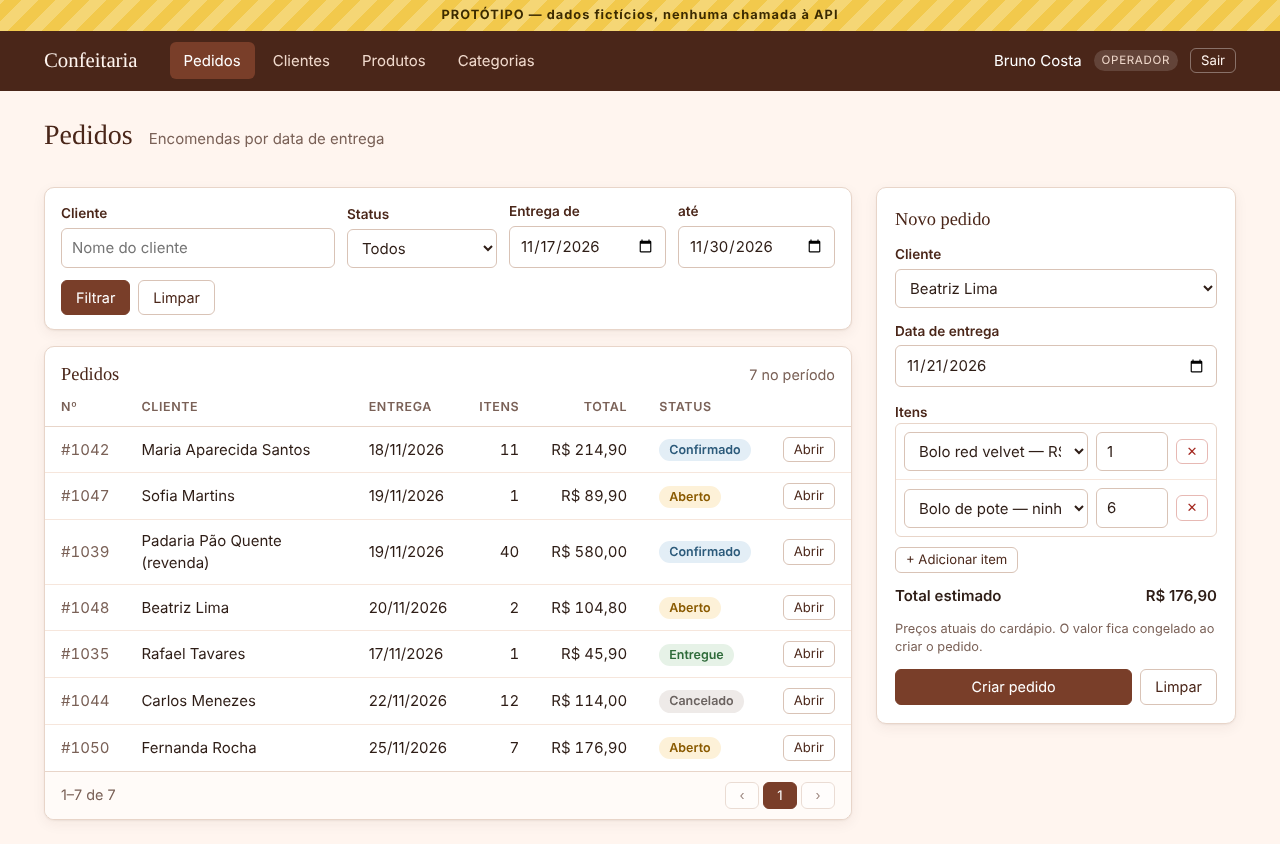 PROTÓTIPO — dados fictícios, nenhuma chamada à API
Confeitaria Pedidos Clientes Produtos Categorias Bruno Costa OPERADOR Sair
Pedidos Encomendas por data de entrega
Cliente Status Entrega de até
Nome do cliente Todos 11/17/2026 11/30/2026
Filtrar Limpar
Pedidos 7 no período
Nº CLIENTE ENTREGA ITENS TOTAL STATUS
#1042 Maria Aparecida Santos 18/11/2026 11 R$ 214,90 Confirmado Abrir
#1047 Sofia Martins 19/11/2026 1 R$ 89,90 Aberto Abrir
#1039 Padaria Pão Quente (revenda) 19/11/2026 40 R$ 580,00 Confirmado Abrir
#1048 Beatriz Lima 20/11/2026 2 R$ 104,80 Aberto Abrir
#1035 Rafael Tavares 17/11/2026 1 R$ 45,90 Entregue Abrir
#1044 Carlos Menezes 22/11/2026 12 R$ 114,00 Cancelado Abrir
#1050 Fernanda Rocha 25/11/2026 7 R$ 176,90 Aberto Abrir
1–7 de 7 ‹ 1 ›
Novo pedido
Cliente
Beatriz Lima
Data de entrega
11/21/2026
Itens
Bolo red velvet — R$ 1 ×
Bolo de pote — ninh 6 ×
+ Adicionar item
Total estimado R$ 176,90
Preços atuais do cardápio. O valor fica congelado ao
criar o pedido.
Criar pedido Limpar